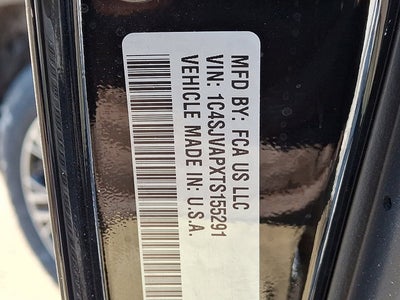 MFD BY: FCA US LLC
VIN: 1C4SJVAPXTS155291
VEHICLE MADE IN: U.S.A.